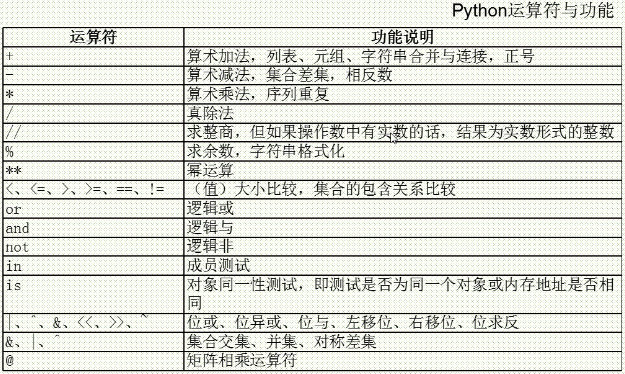 Python运算符与功能
运算符 功能说明
+ 算术加法，列表、元组、字符串合并与连接，正号
- 算术减法，集合差集，相反数
* 算术乘法，序列重复
/ 真除法
// 求整商，但如果操作数中有实数的话，结果为实数形式的整数
% 求余数，字符串格式化
** 幂运算
<、<=、>、>=、==、!= （值）大小比较，集合的包含关系比较
or 逻辑或
and 逻辑与
not 逻辑非
in 成员测试
is 对象同一性测试，即测试是否为同一个对象或内存地址是否相
同
|、^、&、<<、>>、~ 位或、位异或、位与、左移位、右移位、位求反
&、|、^ 集合交集、并集、对称差集
@ 矩阵相乘运算符